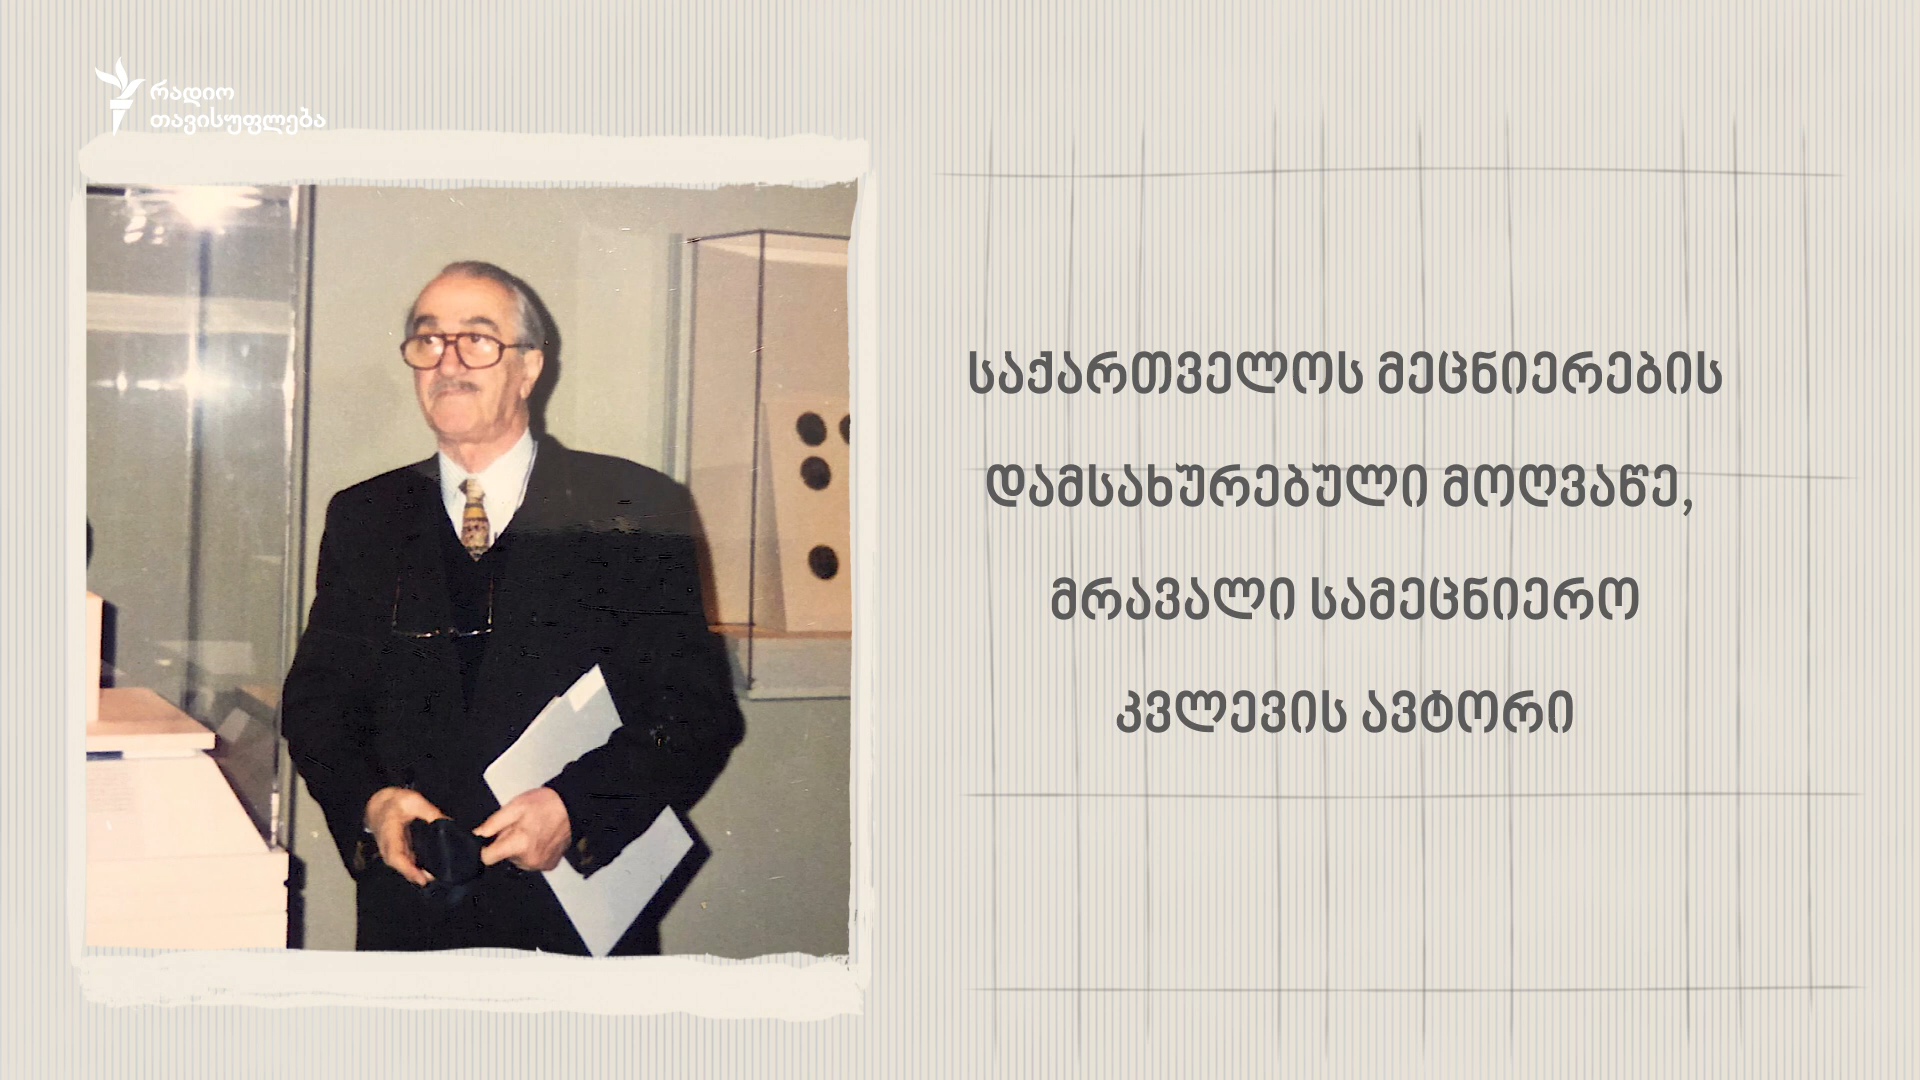 რადიო
თავისუფლება
საქართველოს მეცნიერების
დამსახურებული მოღვაწე,
მრავალი სამეცნიერო
კვლევის ავტორი